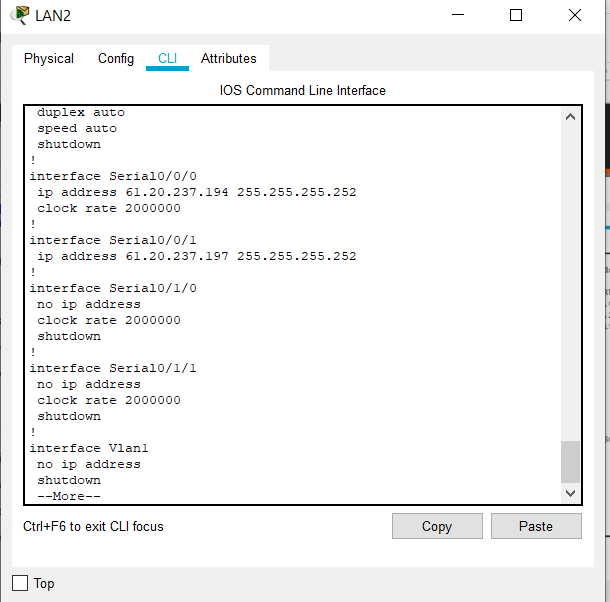 LAN2
Physical Config CLI Attributes
IOS Command Line Interface
duplex auto
speed auto
shutdown
!
interface Serial0/0/0
ip address 61.20.237.194 255.255.255.252
clock rate 2000000
!
interface Serial0/0/1
ip address 61.20.237.197 255.255.255.252
!
interface Serial0/1/0
no ip address
clock rate 2000000
shutdown
!
interface Serial0/1/1
no ip address
clock rate 2000000
shutdown
!
interface Vlan1
no ip address
shutdown
--More--
Ctrl+F6 to exit CLI focus
Copy Paste
Top